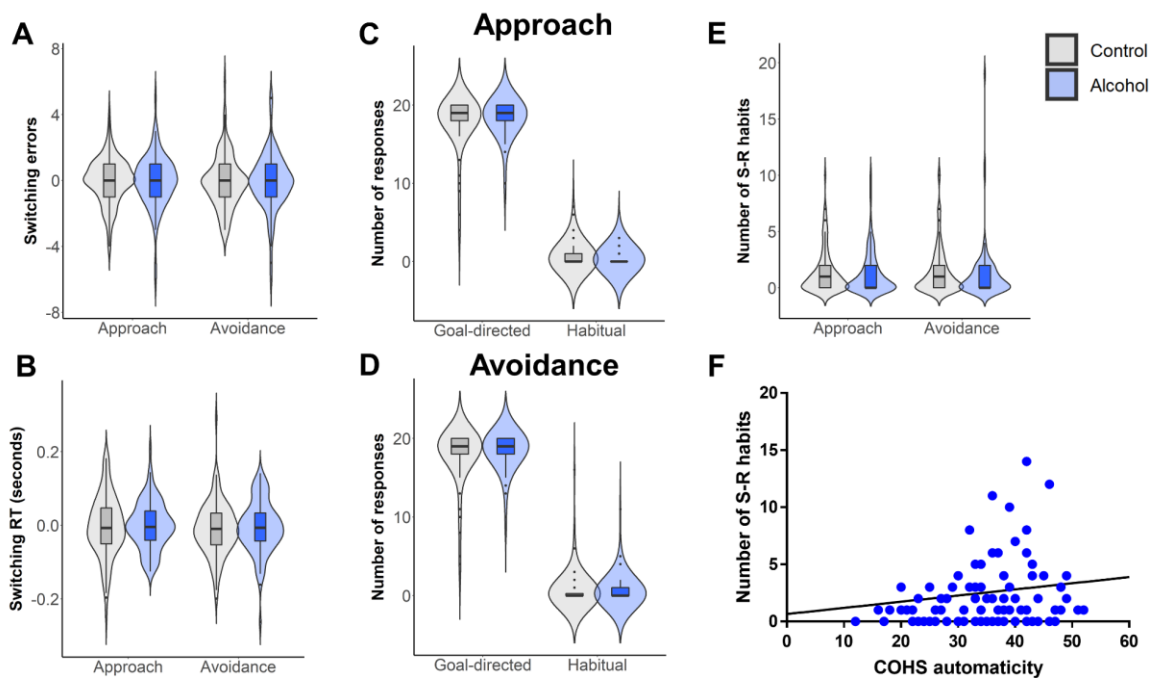 A
Switching errors
8
4
0
-4
-8
Approach Avoidance
B
Switching RT (seconds)
0.2
0.0
-0.2
Approach Avoidance
C
Approach
Number of responses
20
10
0
Goal-directed Habitual
D
Avoidance
Number of responses
20
10
0
Goal-directed Habitual
E
Number of S-R habits
20
15
10
5
0
Approach Avoidance
Control
Alcohol
F
Number of S-R habits
20
15
10
5
0
0 10 20 30 40 50 60
COHS automaticity